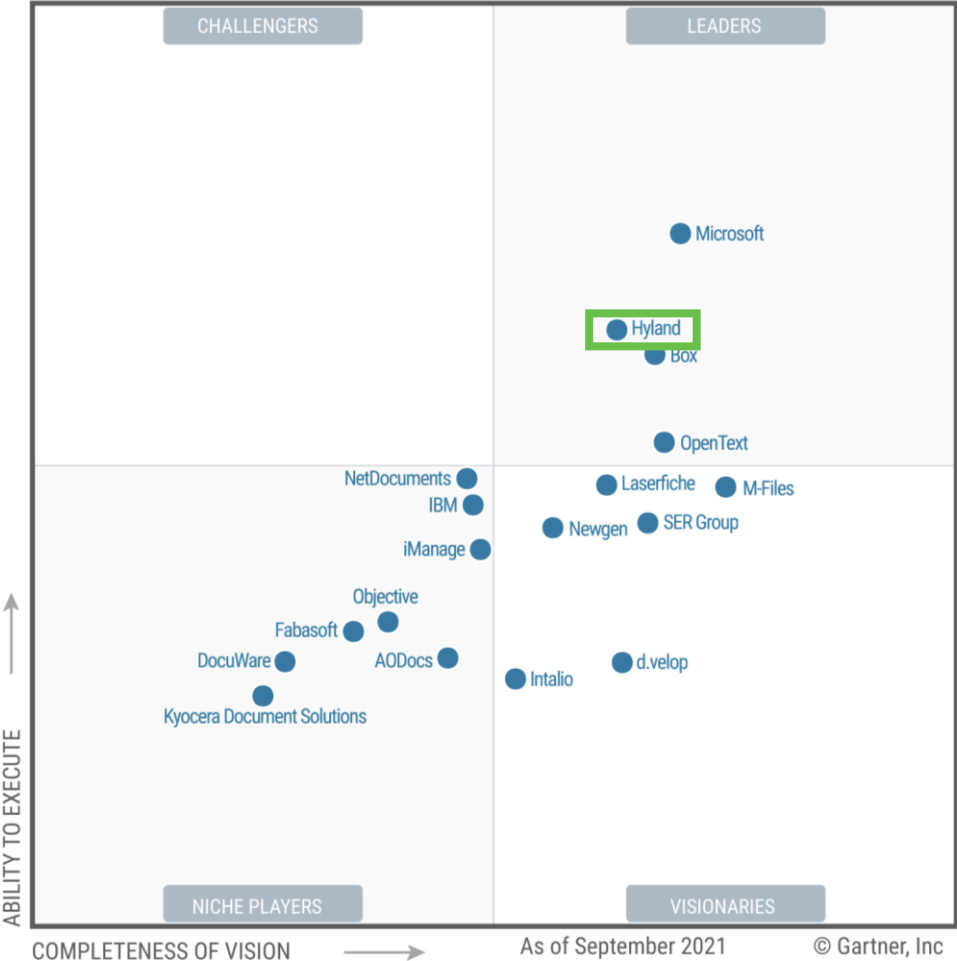 CHALLENGERS
LEADERS
Microsoft
Hyland
Box
OpenText
NetDocuments
Laserfiche
M-Files
IBM
SER Group
Newgen
iManage
Objective
Fabasoft
DocuWare
AODocs
d.velop
Intalio
Kyocera Document Solutions
ABILITY TO EXECUTE
NICHE PLAYERS
VISIONARIES
COMPLETENESS OF VISION
As of September 2021
© Gartner, Inc